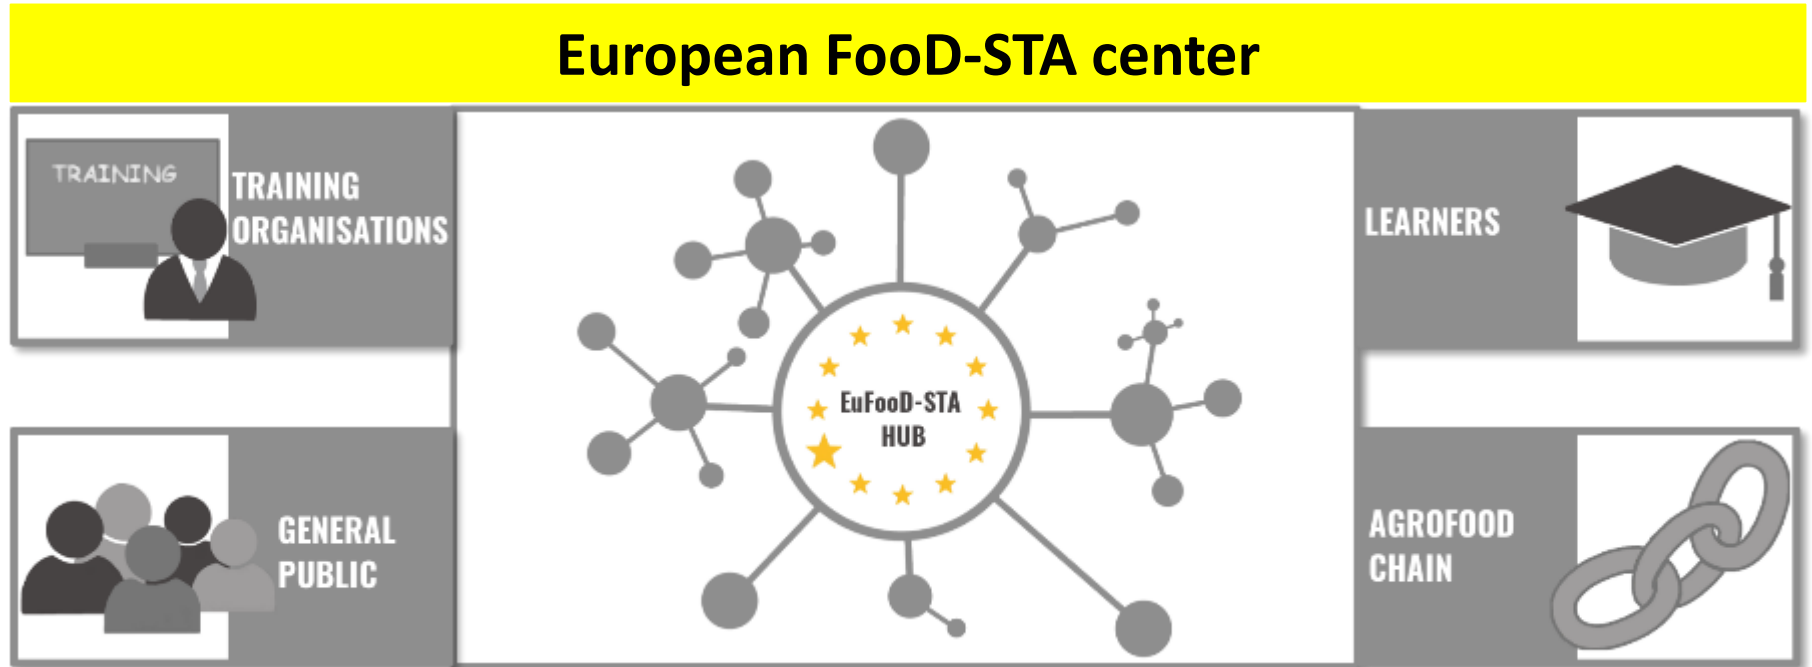 European FooD-STA center
TRAINING
TRAINING
ORGANISATIONS
LEARNERS
EuFooD-STA
HUB
GENERAL
PUBLIC
AGROFOOD
CHAIN